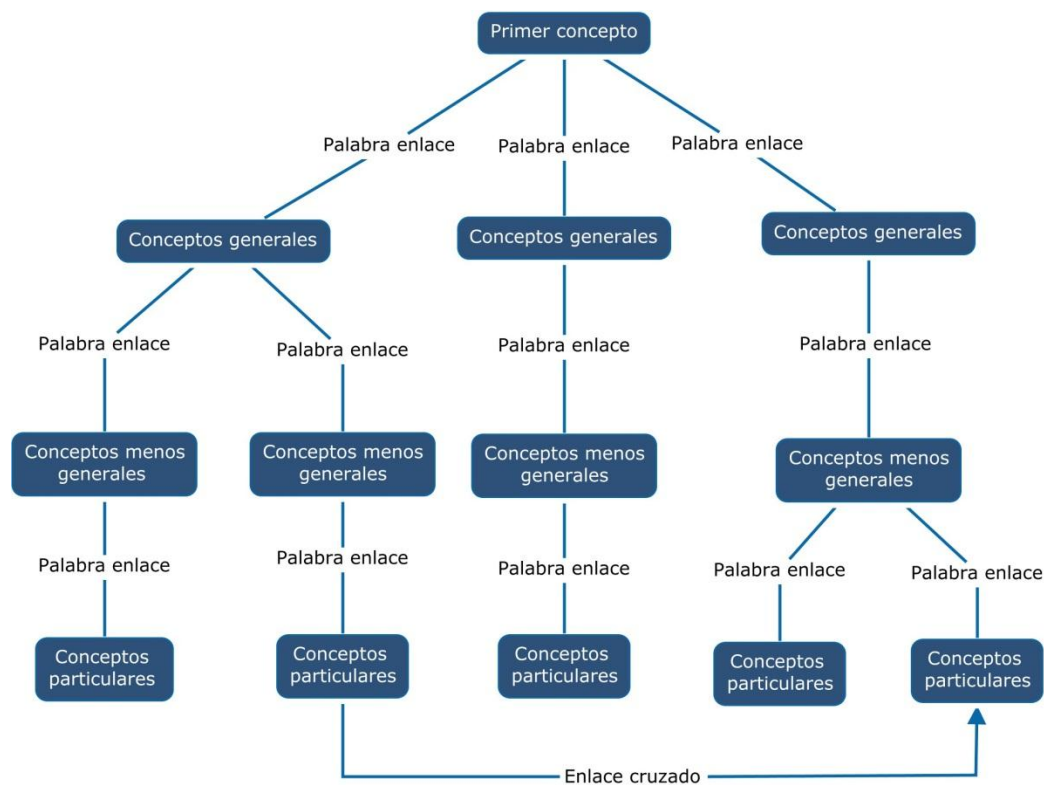 Primer concepto
Palabra enlace
Palabra enlace
Palabra enlace
Conceptos generales
Conceptos generales
Conceptos generales
Palabra enlace
Palabra enlace
Palabra enlace
Palabra enlace
Conceptos menos
generales
Conceptos menos
generales
Conceptos menos
generales
Conceptos menos
generales
Palabra enlace
Palabra enlace
Palabra enlace
Palabra enlace
Palabra enlace
Conceptos
particulares
Conceptos
particulares
Conceptos
particulares
Conceptos
particulares
Conceptos
particulares
Enlace cruzado